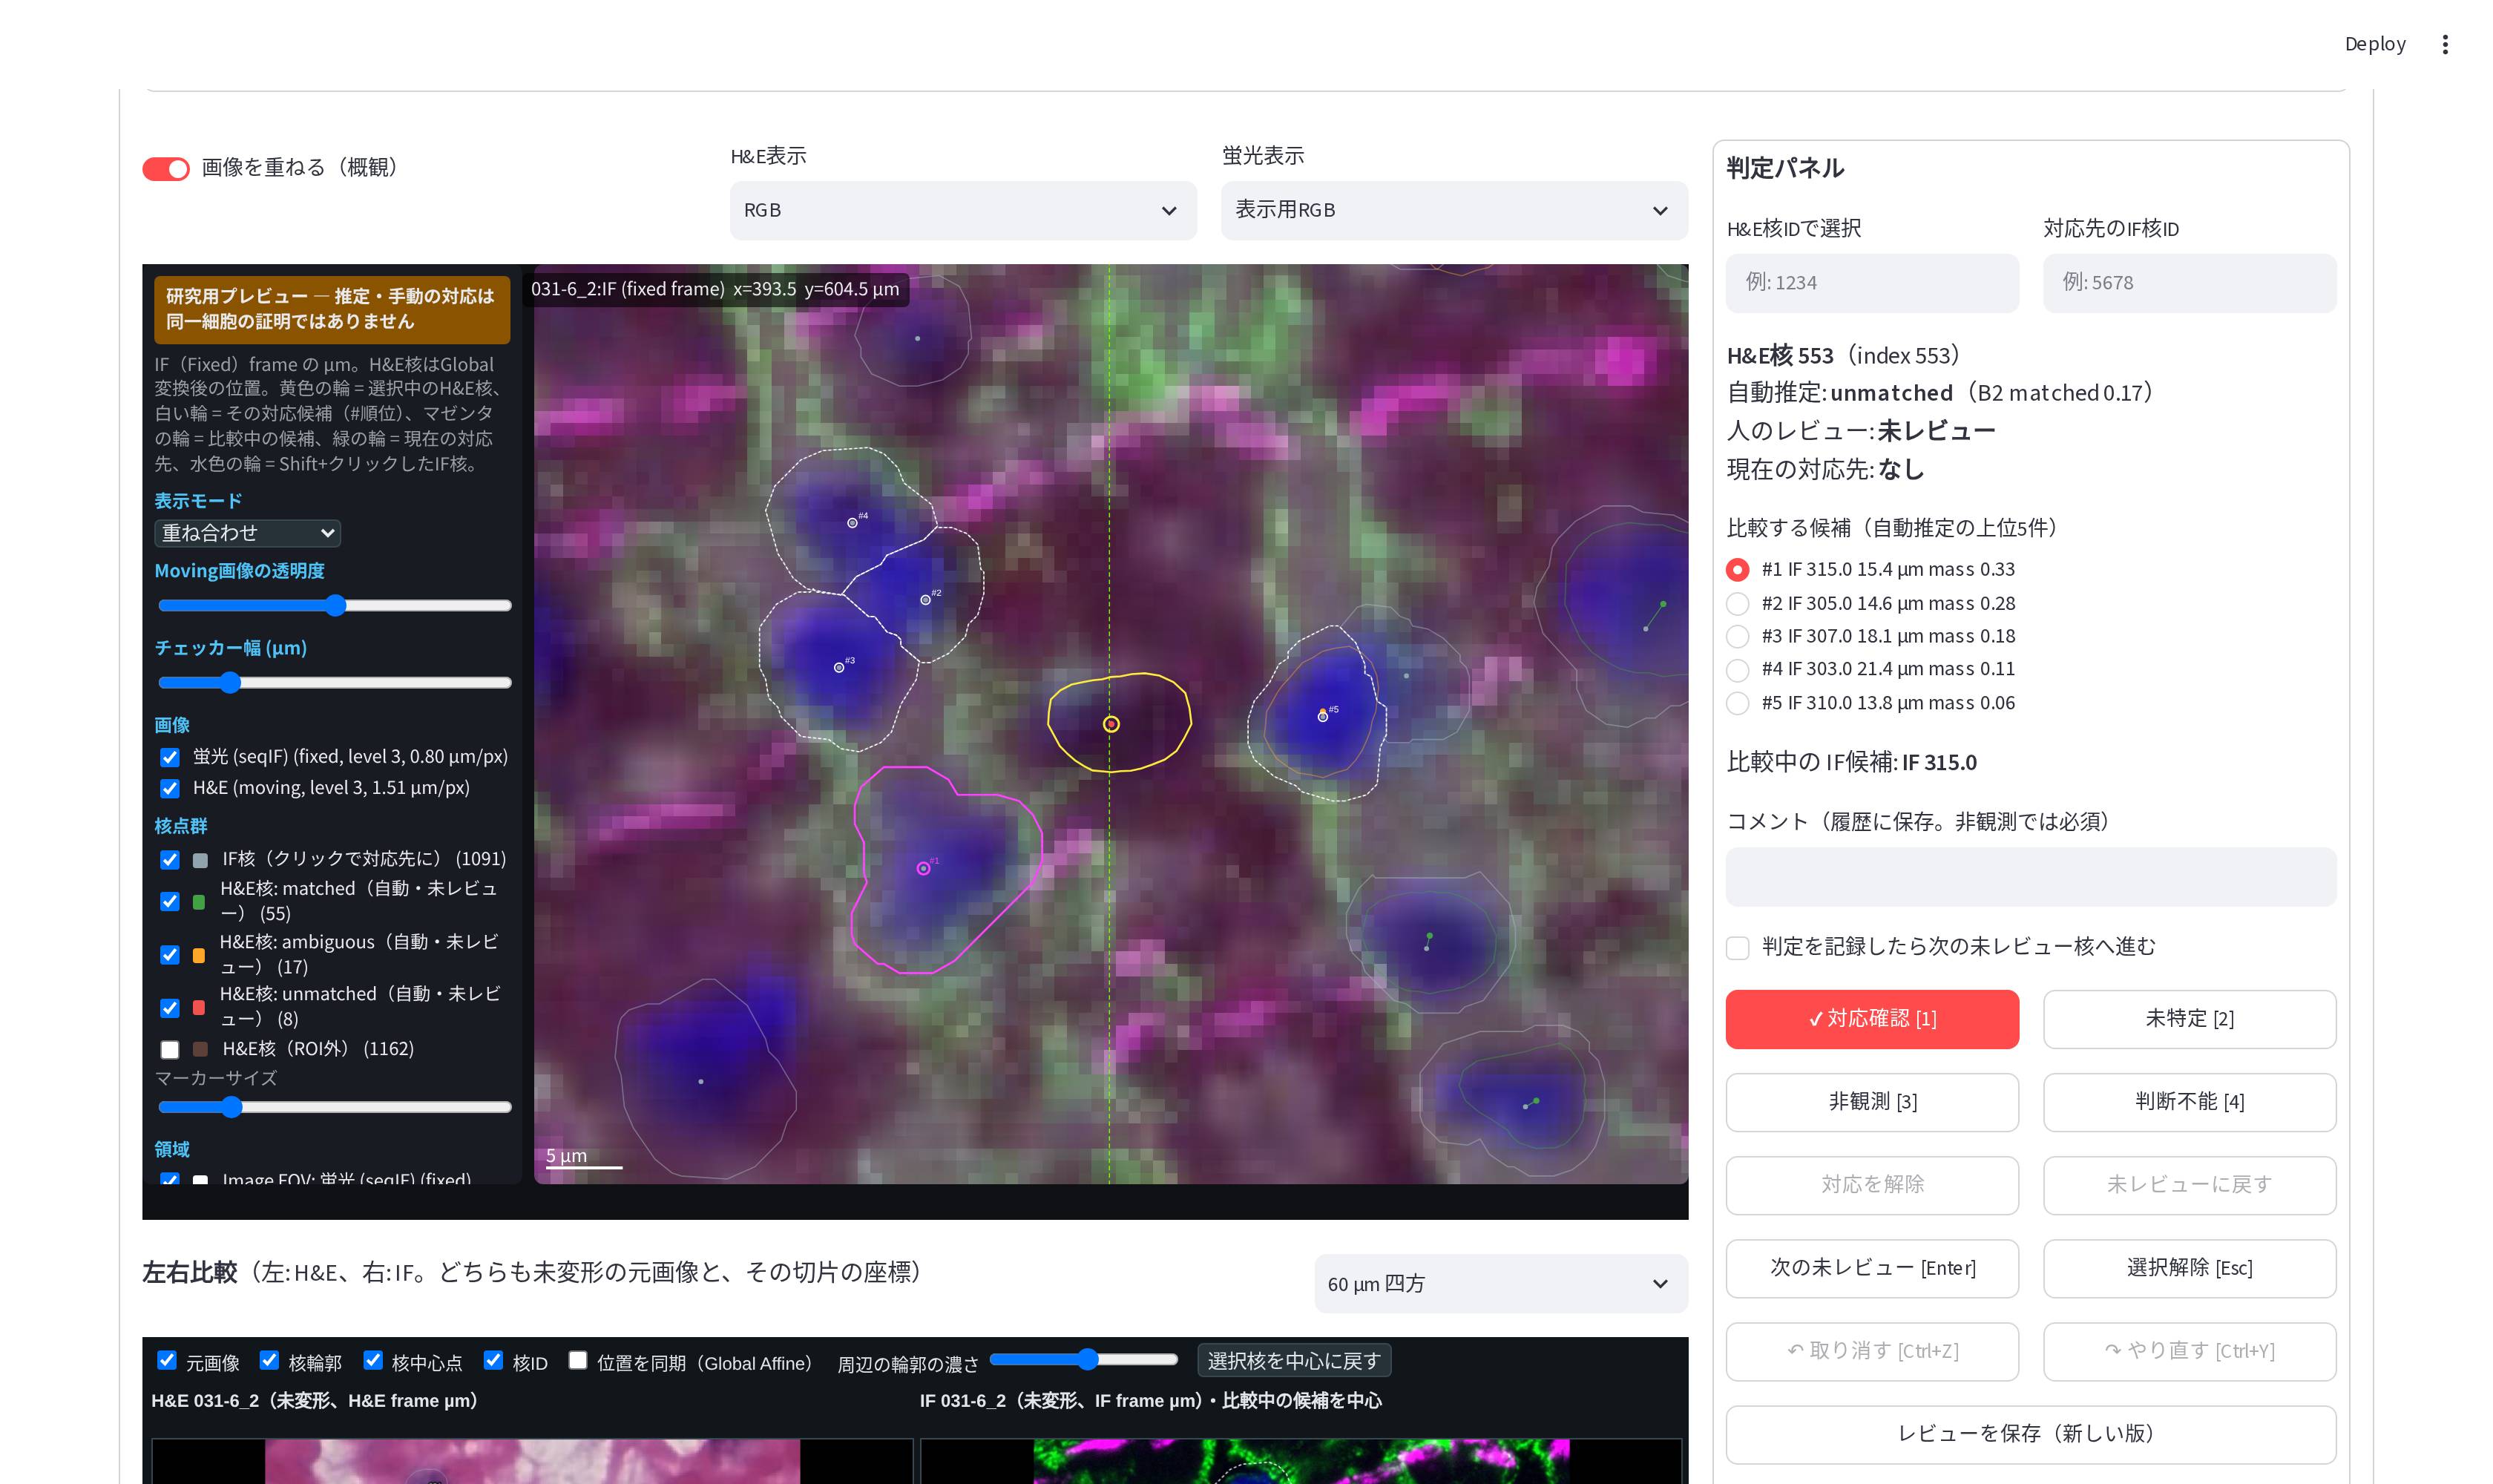 Deploy
画像を重ねる（概観）
H&E表示
RGB
蛍光表示
表示用RGB
研究用プレビュー — 推定・手動の対応は
同一細胞の証明ではありません
IF（Fixed）frame の µm。H&E核はGlobal
変換後の位置。黄色の輪 = 選択中のH&E核、
白い輪 = その対応候補（#順位）、マゼンタ
の輪 = 比較中の候補、緑の輪 = 現在の対応
先、水色の輪 = Shift+クリックしたIF核。
表示モード
重ね合わせ
Moving画像の透明度
チェッカー幅 (µm)
画像
蛍光 (seqIF) (fixed, level 3, 0.80 µm/px)
H&E (moving, level 3, 1.51 µm/px)
核点群
IF核（クリックで対応先に） (1091)
H&E核: matched（自動・未レビュ
ー） (55)
H&E核: ambiguous（自動・未レビ
ュー） (17)
H&E核: unmatched（自動・未レビ
ュー） (8)
H&E核（ROI外） (1162)
マーカーサイズ
領域
Image FOV: 蛍光 (seqIF) (fixed)
031-6_2:IF (fixed frame) x=393.5 y=604.5 µm
#4
#2
#3
#5
#1
5 µm
判定パネル
H&E核IDで選択
対応先のIF核ID
例: 1234
例: 5678
H&E核 553（index 553）
自動推定: unmatched（B2 matched 0.17）
人のレビュー: 未レビュー
現在の対応先: なし
比較する候補（自動推定の上位5件）
#1 IF 315.0 15.4 µm mass 0.33
#2 IF 305.0 14.6 µm mass 0.28
#3 IF 307.0 18.1 µm mass 0.18
#4 IF 303.0 21.4 µm mass 0.11
#5 IF 310.0 13.8 µm mass 0.06
比較中の IF候補: IF 315.0
コメント（履歴に保存。非観測では必須）
判定を記録したら次の未レビュー核へ進む
✓ 対応確認 [1]
未特定 [2]
非観測 [3]
判断不能 [4]
対応を解除
未レビューに戻す
次の未レビュー [Enter]
選択解除 [Esc]
↶ 取り消す [Ctrl+Z]
↷ やり直す [Ctrl+Y]
レビューを保存（新しい版）
左右比較（左: H&E、右: IF。どちらも未変形の元画像と、その切片の座標）
60 µm 四方
元画像 核輪郭 核中心点 核ID 位置を同期（Global Affine） 周辺の輪郭の濃さ 選択核を中心に戻す
H&E 031-6_2（未変形、H&E frame µm）
IF 031-6_2（未変形、IF frame µm）・比較中の候補を中心